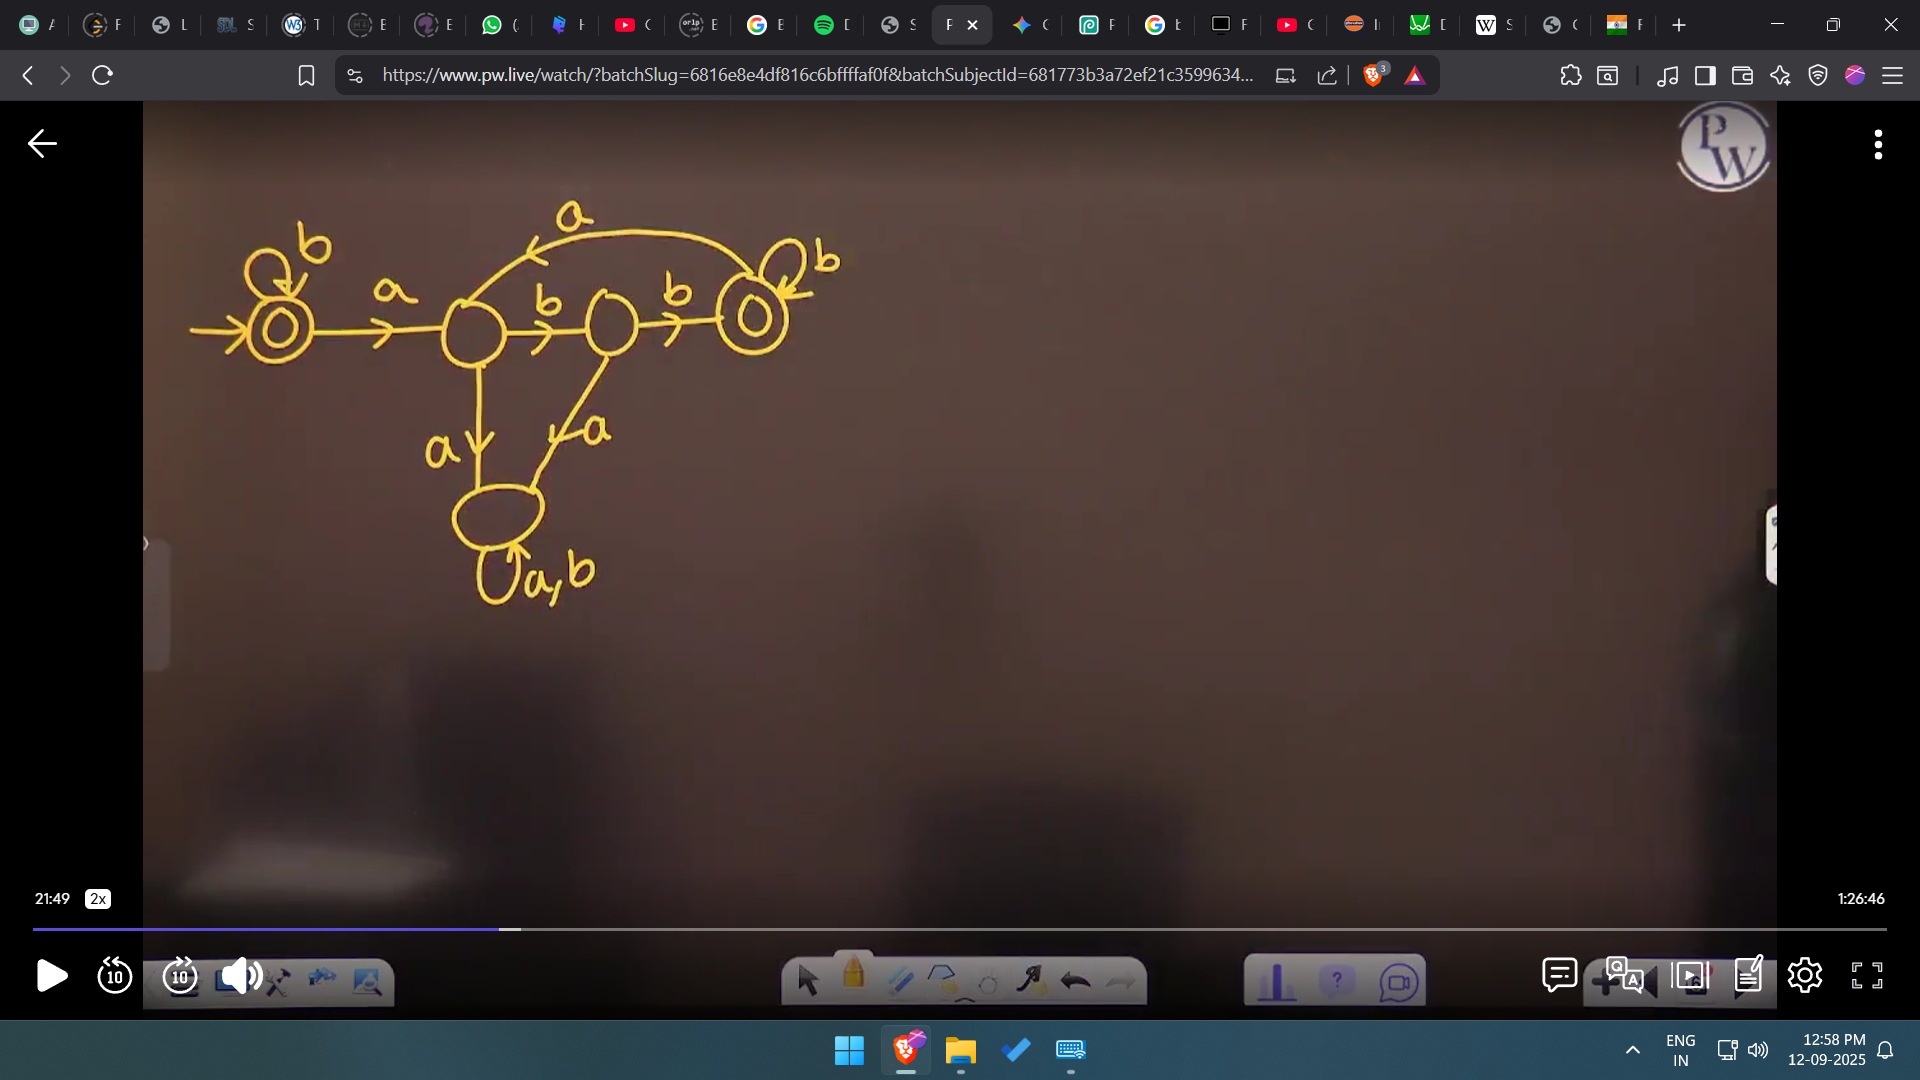 A F L S T E E ( H C E E D S F C F b F C I D S C F
https://www.pw.live/watch/?batchSlug=6816e8e4df816c6bffffaf0f&batchSubjectId=681773b3a72ef21c3599634...
3
PW
a
b b
a b b
a a
a,b
21:49 2x 1:26:46
10 10
ENG 12:58 PM
IN 12-09-2025